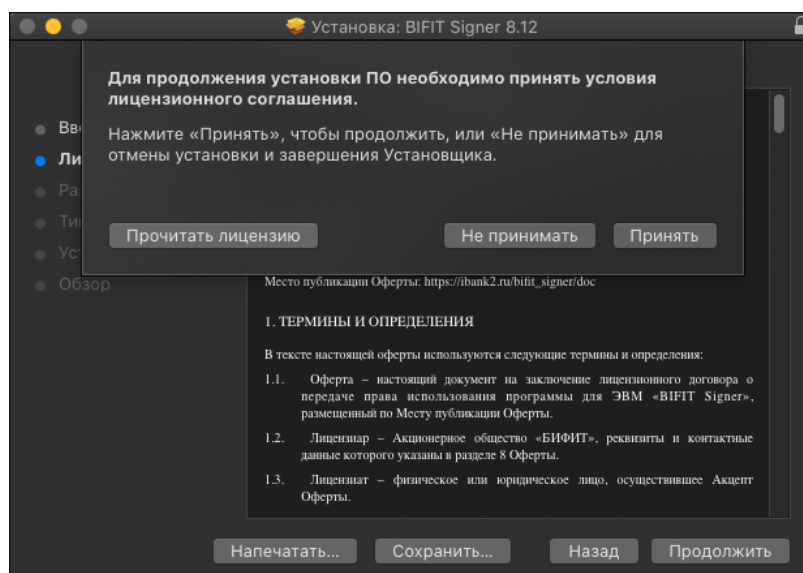 Установка: BIFIT Signer 8.12
Для продолжения установки ПО необходимо принять условия
лицензионного соглашения.
Нажмите «Принять», чтобы продолжить, или «Не принимать» для
отмены установки и завершения Установщика.
Прочитать лицензию
Не принимать
Принять
Обзор
Место публикации Оферты: https://ibank2.ru/bifit_signer/doc
1. ТЕРМИНЫ И ОПРЕДЕЛЕНИЯ
В тексте настоящей оферты используются следующие термины и определения:
1.1. Оферта – настоящий документ на заключение лицензионного договора о
передаче права использования программы для ЭВМ «BIFIT Signer»,
размещенный по Месту публикации Оферты.
1.2. Лицензиар – Акционерное общество «БИФИТ», реквизиты и контактные
данные которого указаны в разделе 8 Оферты.
1.3. Лицензиат – физическое или юридическое лицо, осуществившее Акцепт
Оферты.
Напечатать...
Сохранить...
Назад
Продолжить